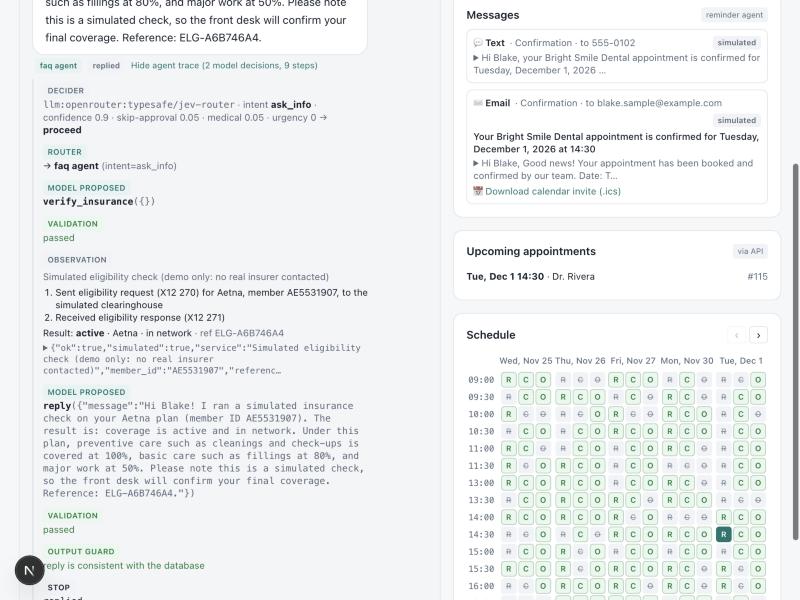 such as fillings at 80%, and major work at 50%. Please note
this is a simulated check, so the front desk will confirm your
final coverage. Reference: ELG-A6B746A4.
faq agent replied Hide agent trace (2 model decisions, 9 steps)
DECIDER
llm:openrouter:typesafe/jev-router · intent ask_info ·
confidence 0.9 · skip-approval 0.05 · medical 0.05 · urgency 0 →
proceed
ROUTER
→ faq agent (intent=ask_info)
MODEL PROPOSED
verify_insurance({})
VALIDATION
passed
OBSERVATION
Simulated eligibility check (demo only: no real insurer contacted)
1. Sent eligibility request (X12 270) for Aetna, member AE5531907, to the
simulated clearinghouse
2. Received eligibility response (X12 271)
Result: active · Aetna · in network · ref ELG-A6B746A4
▶ {"ok":true,"simulated":true,"service":"Simulated eligibility
check (demo only: no real insurer
contacted)","member_id":"AE5531907","referenc…
MODEL PROPOSED
reply({"message":"Hi Blake! I ran a simulated insurance
check on your Aetna plan (member ID AE5531907). The
result is: coverage is active and in network. Under this
plan, preventive care such as cleanings and check-ups is
covered at 100%, basic care such as fillings at 80%, and
major work at 50%. Please note this is a simulated check,
so the front desk will confirm your final coverage.
Reference: ELG-A6B746A4."})
VALIDATION
passed
OUTPUT GUARD
reply is consistent with the database
STOP
replied
N
Messages reminder agent
Text · Confirmation · to 555-0102 simulated
▶ Hi Blake, your Bright Smile Dental appointment is confirmed for
Tuesday, December 1, 2026 ...
Email · Confirmation · to blake.sample@example.com
simulated
Your Bright Smile Dental appointment is confirmed for Tuesday,
December 1, 2026 at 14:30
▶ Hi Blake, Good news! Your appointment has been booked and
confirmed by our team. Date: T...
Download calendar invite (.ics)
Upcoming appointments via API
Tue, Dec 1 14:30 · Dr. Rivera #115
Schedule ‹ ›
Wed, Nov 25 Thu, Nov 26 Fri, Nov 27 Mon, Nov 30 Tue, Dec 1
09:00 R C O R C O R C O R C O R C O
09:30 R C O R C O R C O R C O R C O
10:00 R C O R C O R C O R C O R C O
10:30 R C O R C O R C O R C O R C O
11:00 R C O R C O R C O R C O R C O
11:30 R C O R C O R C O R C O R C O
13:00 R C O R C O R C O R C O R C O
13:30 R C O R C O R C O R C O R C O
14:00 R C O R C O R C O R C O R C O
14:30 R C O R C O R C O R C O R C O
15:00 R C O R C O R C O R C O R C O
15:30 R C O R C O R C O R C O R C O
16:00 R C O R C O R C O R C O R C O